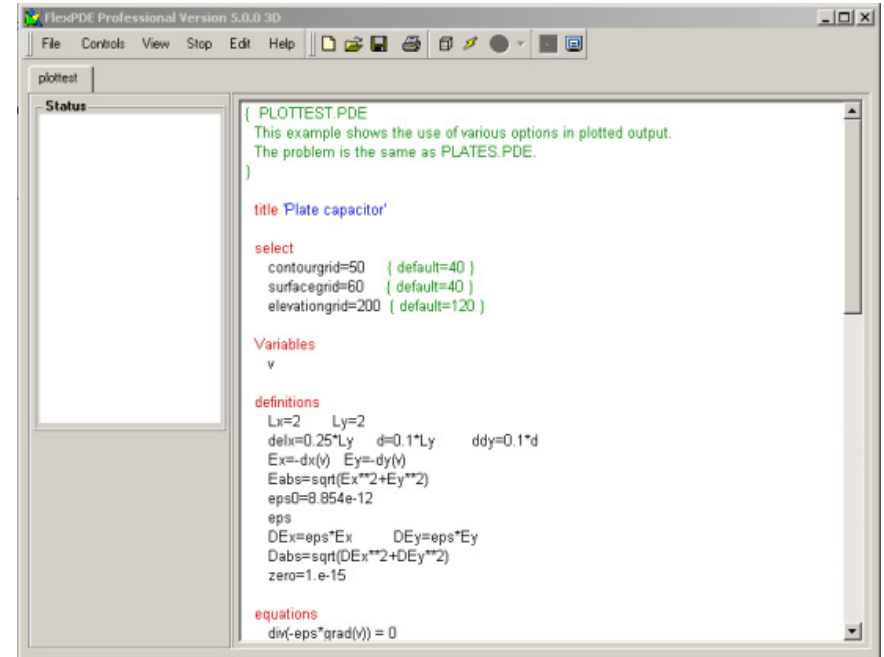 FlexPDE Professional Version 5.0.0 3D
File Controls View Stop Edit Help
plottest
Status
{ PLOTTEST.PDE
This example shows the use of various options in plotted output.
The problem is the same as PLATES.PDE.
}
title 'Plate capacitor'
select
contourgrid=50 { default=40 }
surfacegrid=60 { default=40 }
elevationgrid=200 { default=120 }
Variables
v
definitions
Lx=2 Ly=2
delx=0.25*Ly d=0.1*Ly ddy=0.1*d
Ex=-dx(v) Ey=-dy(v)
Eabs=sqrt(Ex**2+Ey**2)
eps0=8.854e-12
eps
DEx=eps*Ex DEy=eps*Ey
Dabs=sqrt(DEx**2+DEy**2)
zero=1.e-15
equations
div(-eps*grad(v)) = 0